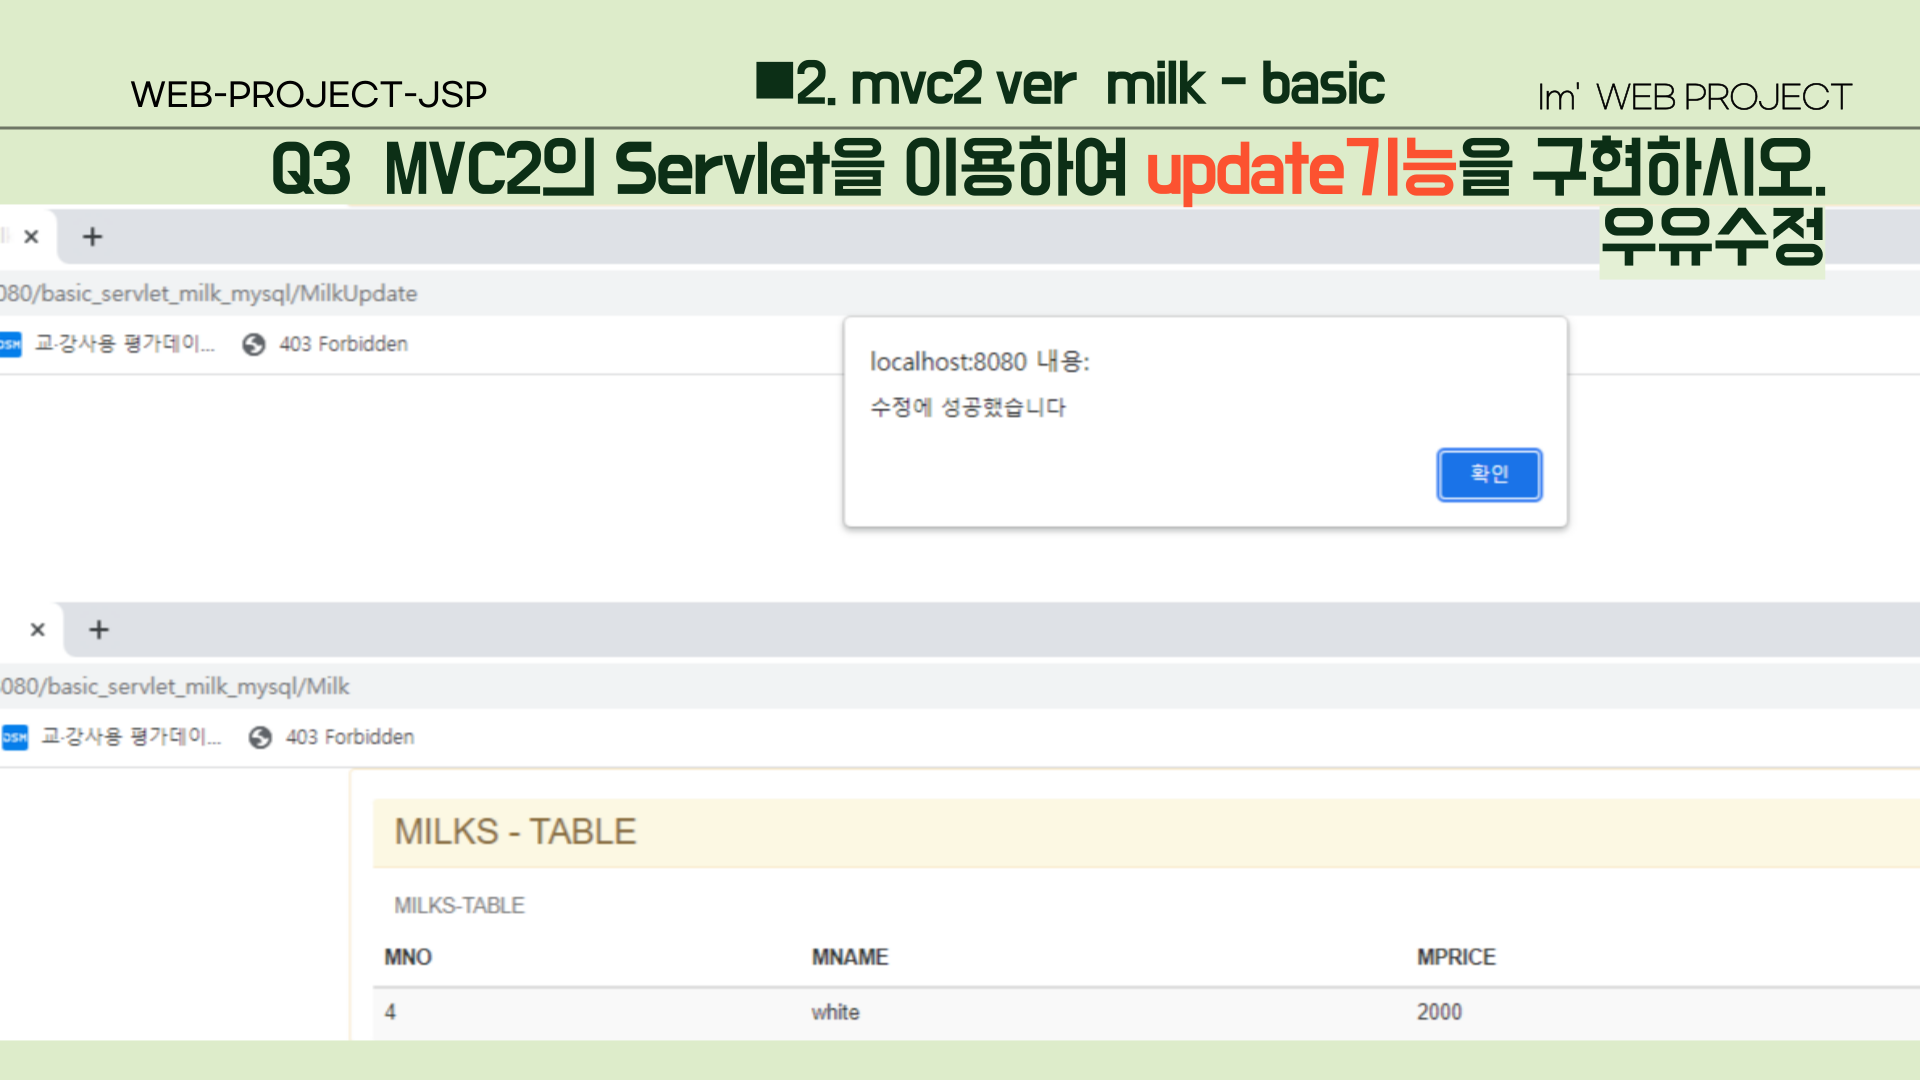 WEB-PROJECT-JSP
■2. mvc2 ver milk - basic
Im' WEB PROJECT
Q3 MVC2의 Servlet을 이용하여 update기능을 구현하시오.
우유수정
080/basic_servlet_milk_mysql/MilkUpdate
교·강사용 평가데이...
403 Forbidden
localhost:8080 내용:
수정에 성공했습니다
확인
:080/basic_servlet_milk_mysql/Milk
DSM 교·강사용 평가데이...
403 Forbidden
MILKS - TABLE
MILKS-TABLE
MNO MNAME MPRICE
4 white 2000